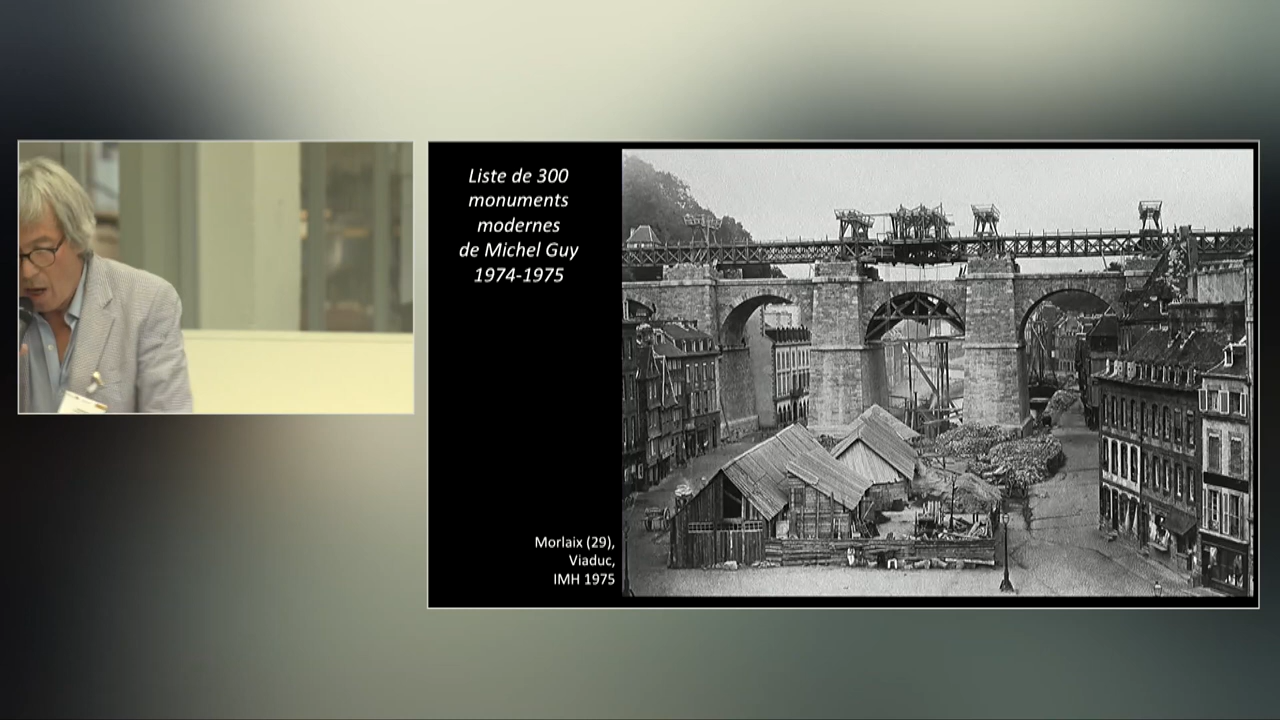 Liste de 300
monuments
modernes
de Michel Guy
1974-1975
Morlaix (29),
Viaduc,
IMH 1975